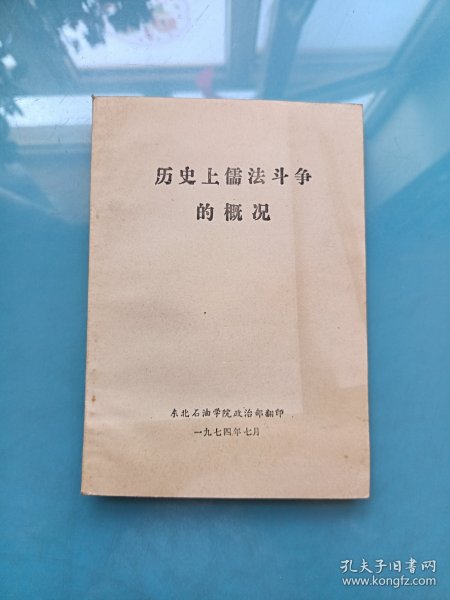 历史上儒法斗争
的概况
东北石油学院政治部翻印
一九七四年七月
孔夫子旧书网
www.kongfz.com